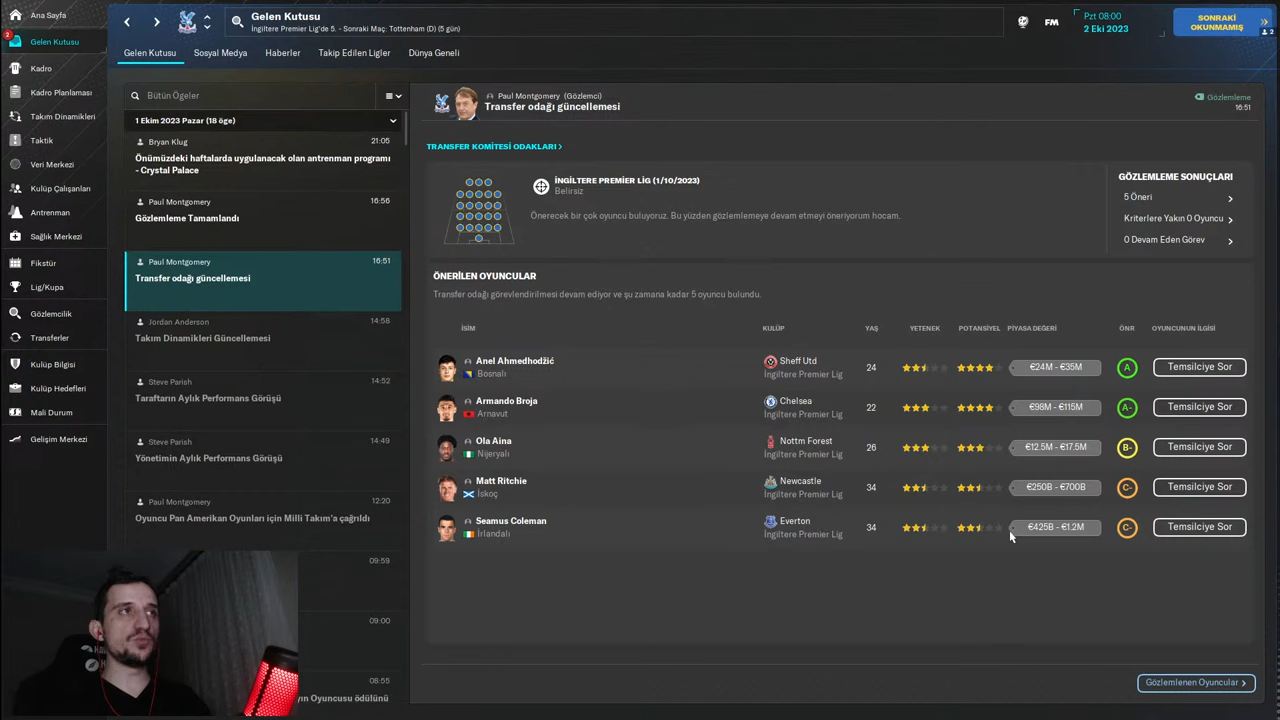 Ana Sayfa
2
Gelen Kutusu
Kadro
Kadro Planlaması
Takım Dinamikleri
Taktik
Veri Merkezi
Kulüp Çalışanları
Antrenman
Sağlık Merkezi
Fikstür
Lig/Kupa
Gözlemcilik
Transferler
Kulüp Bilgisi
Kulüp Hedefleri
Mali Durum
Gelişim Merkezi
Gelen Kutusu
İngiltere Premier Lig'de 5. - Sonraki Maç: Tottenham (D) (5 gün)
FM
Pzt 08:00
2 Eki 2023
SONRAKİ
OKUNMAMIŞ
2
Gelen Kutusu
Sosyal Medya
Haberler
Takip Edilen Ligler
Dünya Geneli
Bütün Ögeler
1 Ekim 2023 Pazar (18 öge)
Bryan Klug 21:05
Önümüzdeki haftalarda uygulanacak olan antrenman programı
- Crystal Palace
Paul Montgomery 16:56
Gözlemleme Tamamlandı
Paul Montgomery 16:51
Transfer odağı güncellemesi
Jordan Anderson 14:58
Takım Dinamikleri Güncellemesi
Steve Parish 14:52
Taraftarın Aylık Performans Görüşü
Steve Parish 14:49
Yönetimin Aylık Performans Görüşü
Paul Montgomery 12:20
Oyuncu Pan Amerikan Oyunları için Milli Takım'a çağrıldı
09:59
09:00
08:55
ın Oyuncusu ödülünü
Paul Montgomery (Gözlemci)
Transfer odağı güncellemesi
Gözlemleme
16:51
TRANSFER KOMİTESİ ODAKLARI >
İNGİLTERE PREMİER LİG (1/10/2023)
Belirsiz
Önerecek bir çok oyuncu buluyoruz. Bu yüzden gözlemlemeye devam etmeyi öneriyorum hocam.
GÖZLEMLEME SONUÇLARI
5 Öneri
Kriterlere Yakın 0 Oyuncu
0 Devam Eden Görev
ÖNERİLEN OYUNCULAR
Transfer odağı görevlendirilmesi devam ediyor ve şu zamana kadar 5 oyuncu bulundu.
İSİM KULÜP YAŞ YETENEK POTANSİYEL PİYASA DEĞERİ ÖNR OYUNCUNUN İLGİSİ
Anel Ahmedhodžić Sheff Utd 24 €24M - €35M A Temsilciye Sor
Bosnalı İngiltere Premier Lig
Armando Broja Chelsea 22 €98M - €115M A- Temsilciye Sor
Arnavut İngiltere Premier Lig
Ola Aina Nottm Forest 26 €12.5M - €17.5M B- Temsilciye Sor
Nijeryalı İngiltere Premier Lig
Matt Ritchie Newcastle 34 €250B - €700B C- Temsilciye Sor
İskoç İngiltere Premier Lig
Seamus Coleman Everton 34 €425B - €1.2M C- Temsilciye Sor
İrlandalı İngiltere Premier Lig
Gözlemlenen Oyuncular >